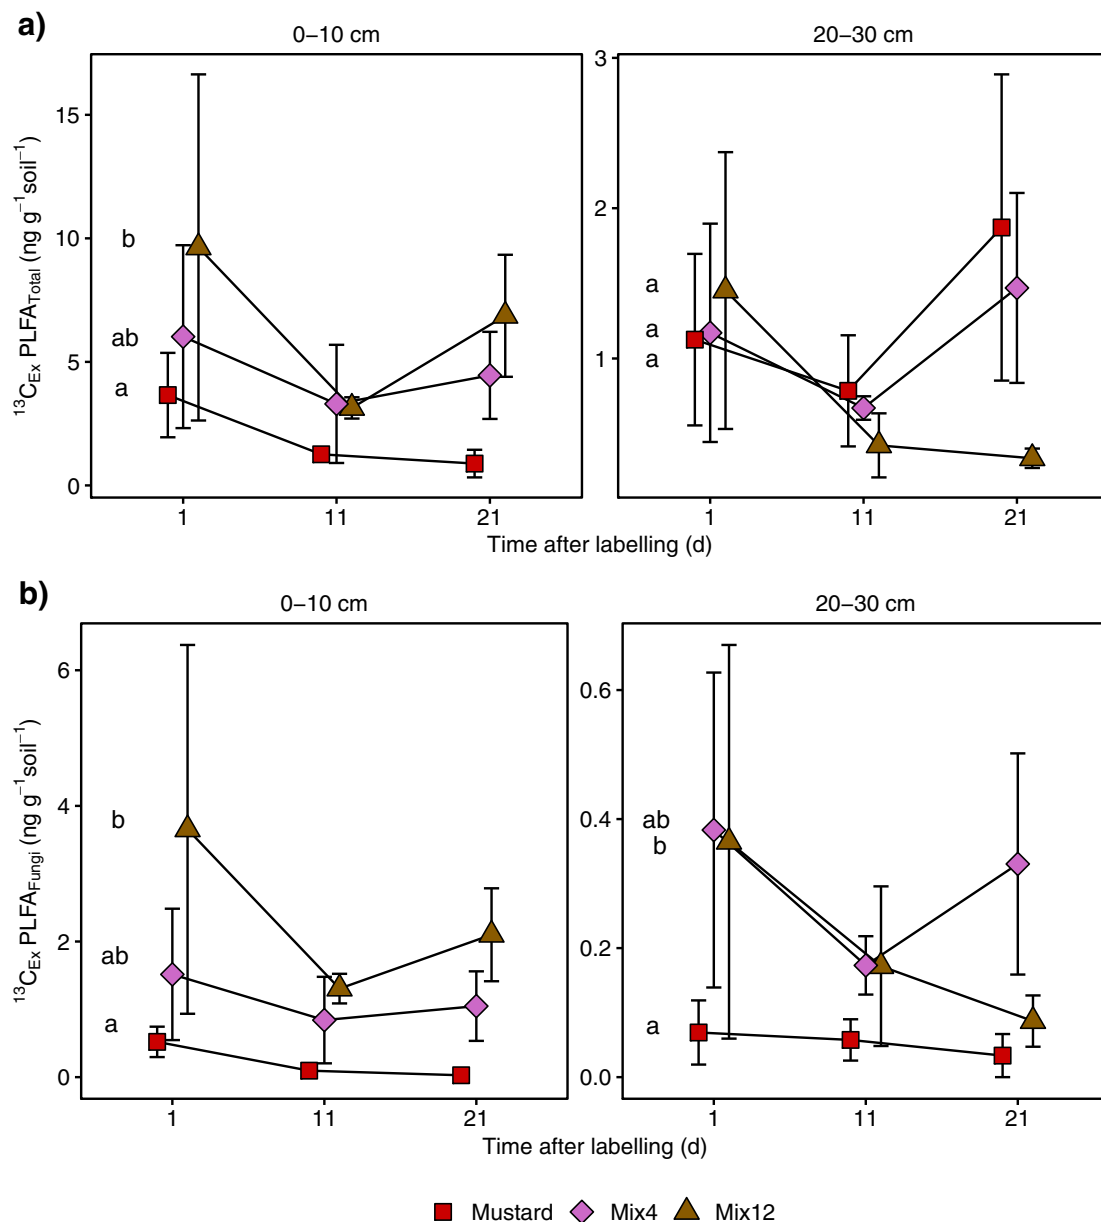 a)
0–10 cm
20–30 cm
¹³C_Ex PLFA_Total (ng g⁻¹soil⁻¹)
15
10
5
0
b
ab
a
1
11
21
3
2
1
a
a
a
1
11
21
Time after labelling (d)
b)
0–10 cm
20–30 cm
¹³C_Ex PLFA_Fungi (ng g⁻¹soil⁻¹)
6
4
2
0
b
ab
a
1
11
21
0.6
0.4
0.2
0.0
ab
b
a
1
11
21
Time after labelling (d)
Mustard Mix4 Mix12